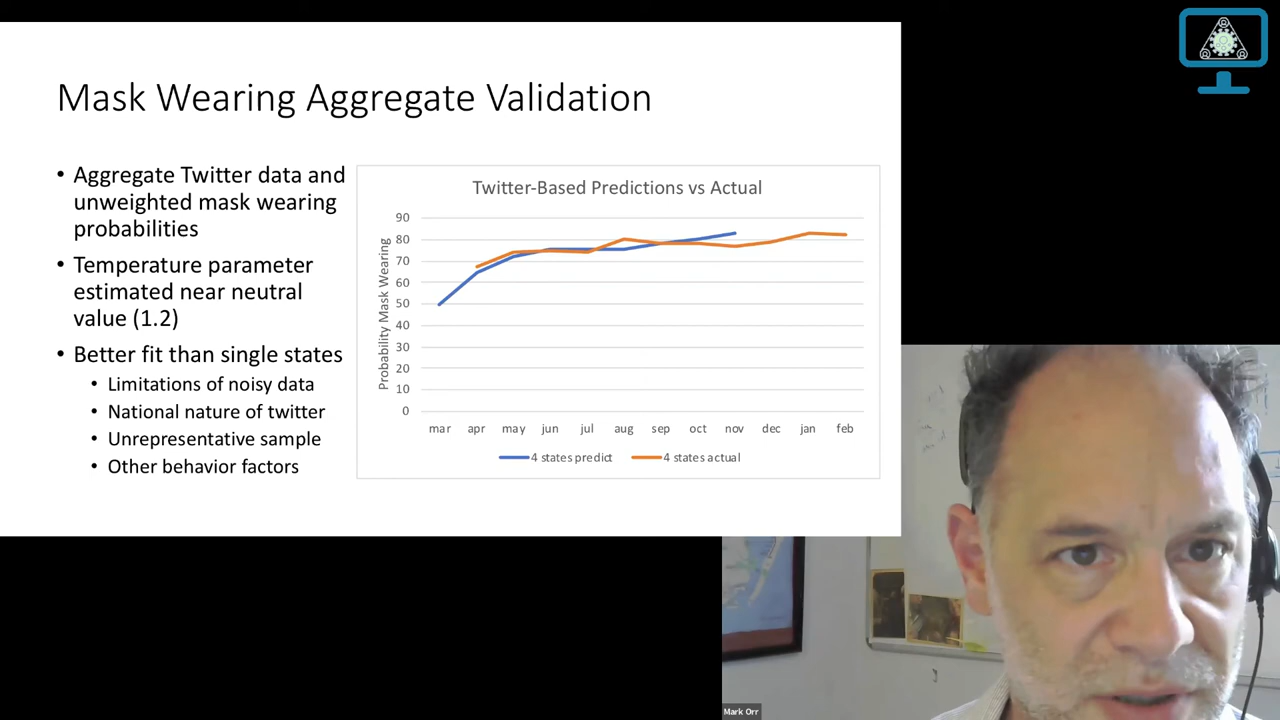 Mask Wearing Aggregate Validation
• Aggregate Twitter data and
unweighted mask wearing
probabilities
• Temperature parameter
estimated near neutral
value (1.2)
• Better fit than single states
• Limitations of noisy data
• National nature of twitter
• Unrepresentative sample
• Other behavior factors
Twitter-Based Predictions vs Actual
Probability Mask Wearing
90
80
70
60
50
40
30
20
10
0
mar apr may jun jul aug sep oct nov dec jan feb
4 states predict 4 states actual
Mark Orr